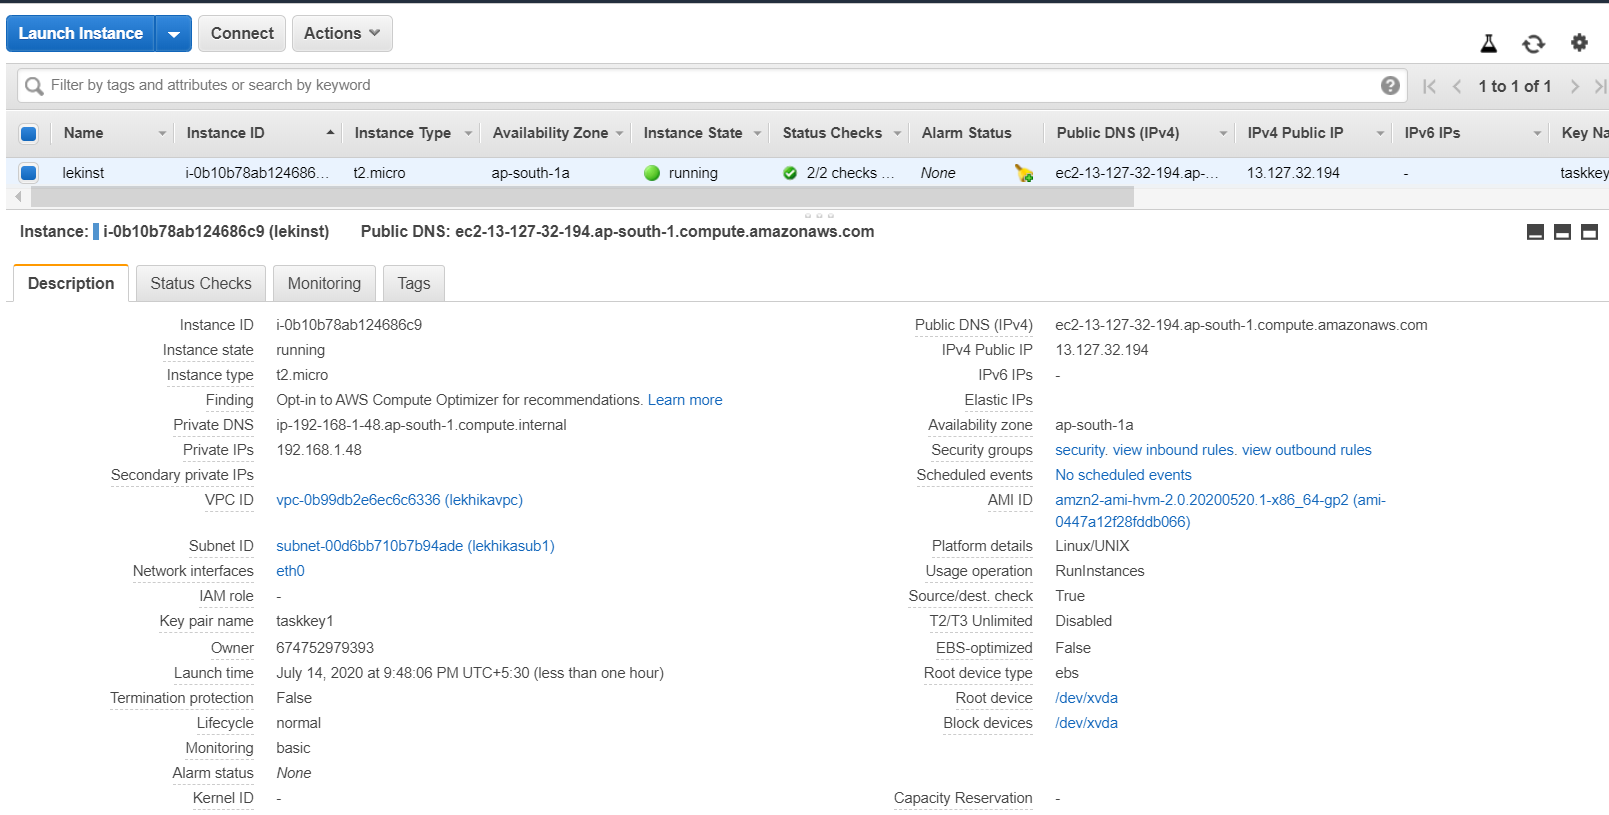 Launch Instance Connect Actions
Filter by tags and attributes or search by keyword ? 1 to 1 of 1
Name Instance ID Instance Type Availability Zone Instance State Status Checks Alarm Status Public DNS (IPv4) IPv4 Public IP IPv6 IPs Key Na
lekinst i-0b10b78ab124686... t2.micro ap-south-1a running 2/2 checks ... None ec2-13-127-32-194.ap-... 13.127.32.194 - taskkey
Instance: i-0b10b78ab124686c9 (lekinst) Public DNS: ec2-13-127-32-194.ap-south-1.compute.amazonaws.com
Description Status Checks Monitoring Tags
Instance ID i-0b10b78ab124686c9 Public DNS (IPv4) ec2-13-127-32-194.ap-south-1.compute.amazonaws.com
Instance state running IPv4 Public IP 13.127.32.194
Instance type t2.micro IPv6 IPs -
Finding Opt-in to AWS Compute Optimizer for recommendations. Learn more Elastic IPs
Private DNS ip-192-168-1-48.ap-south-1.compute.internal Availability zone ap-south-1a
Private IPs 192.168.1.48 Security groups security. view inbound rules. view outbound rules
Secondary private IPs Scheduled events No scheduled events
VPC ID vpc-0b99db2e6ec6c6336 (lekhikavpc) AMI ID amzn2-ami-hvm-2.0.20200520.1-x86_64-gp2 (ami-
0447a12f28fddb066)
Subnet ID subnet-00d6bb710b7b94ade (lekhikasub1) Platform details Linux/UNIX
Network interfaces eth0 Usage operation RunInstances
IAM role - Source/dest. check True
Key pair name taskkey1 T2/T3 Unlimited Disabled
Owner 674752979393 EBS-optimized False
Launch time July 14, 2020 at 9:48:06 PM UTC+5:30 (less than one hour) Root device type ebs
Termination protection False Root device /dev/xvda
Lifecycle normal Block devices /dev/xvda
Monitoring basic
Alarm status None
Kernel ID - Capacity Reservation -